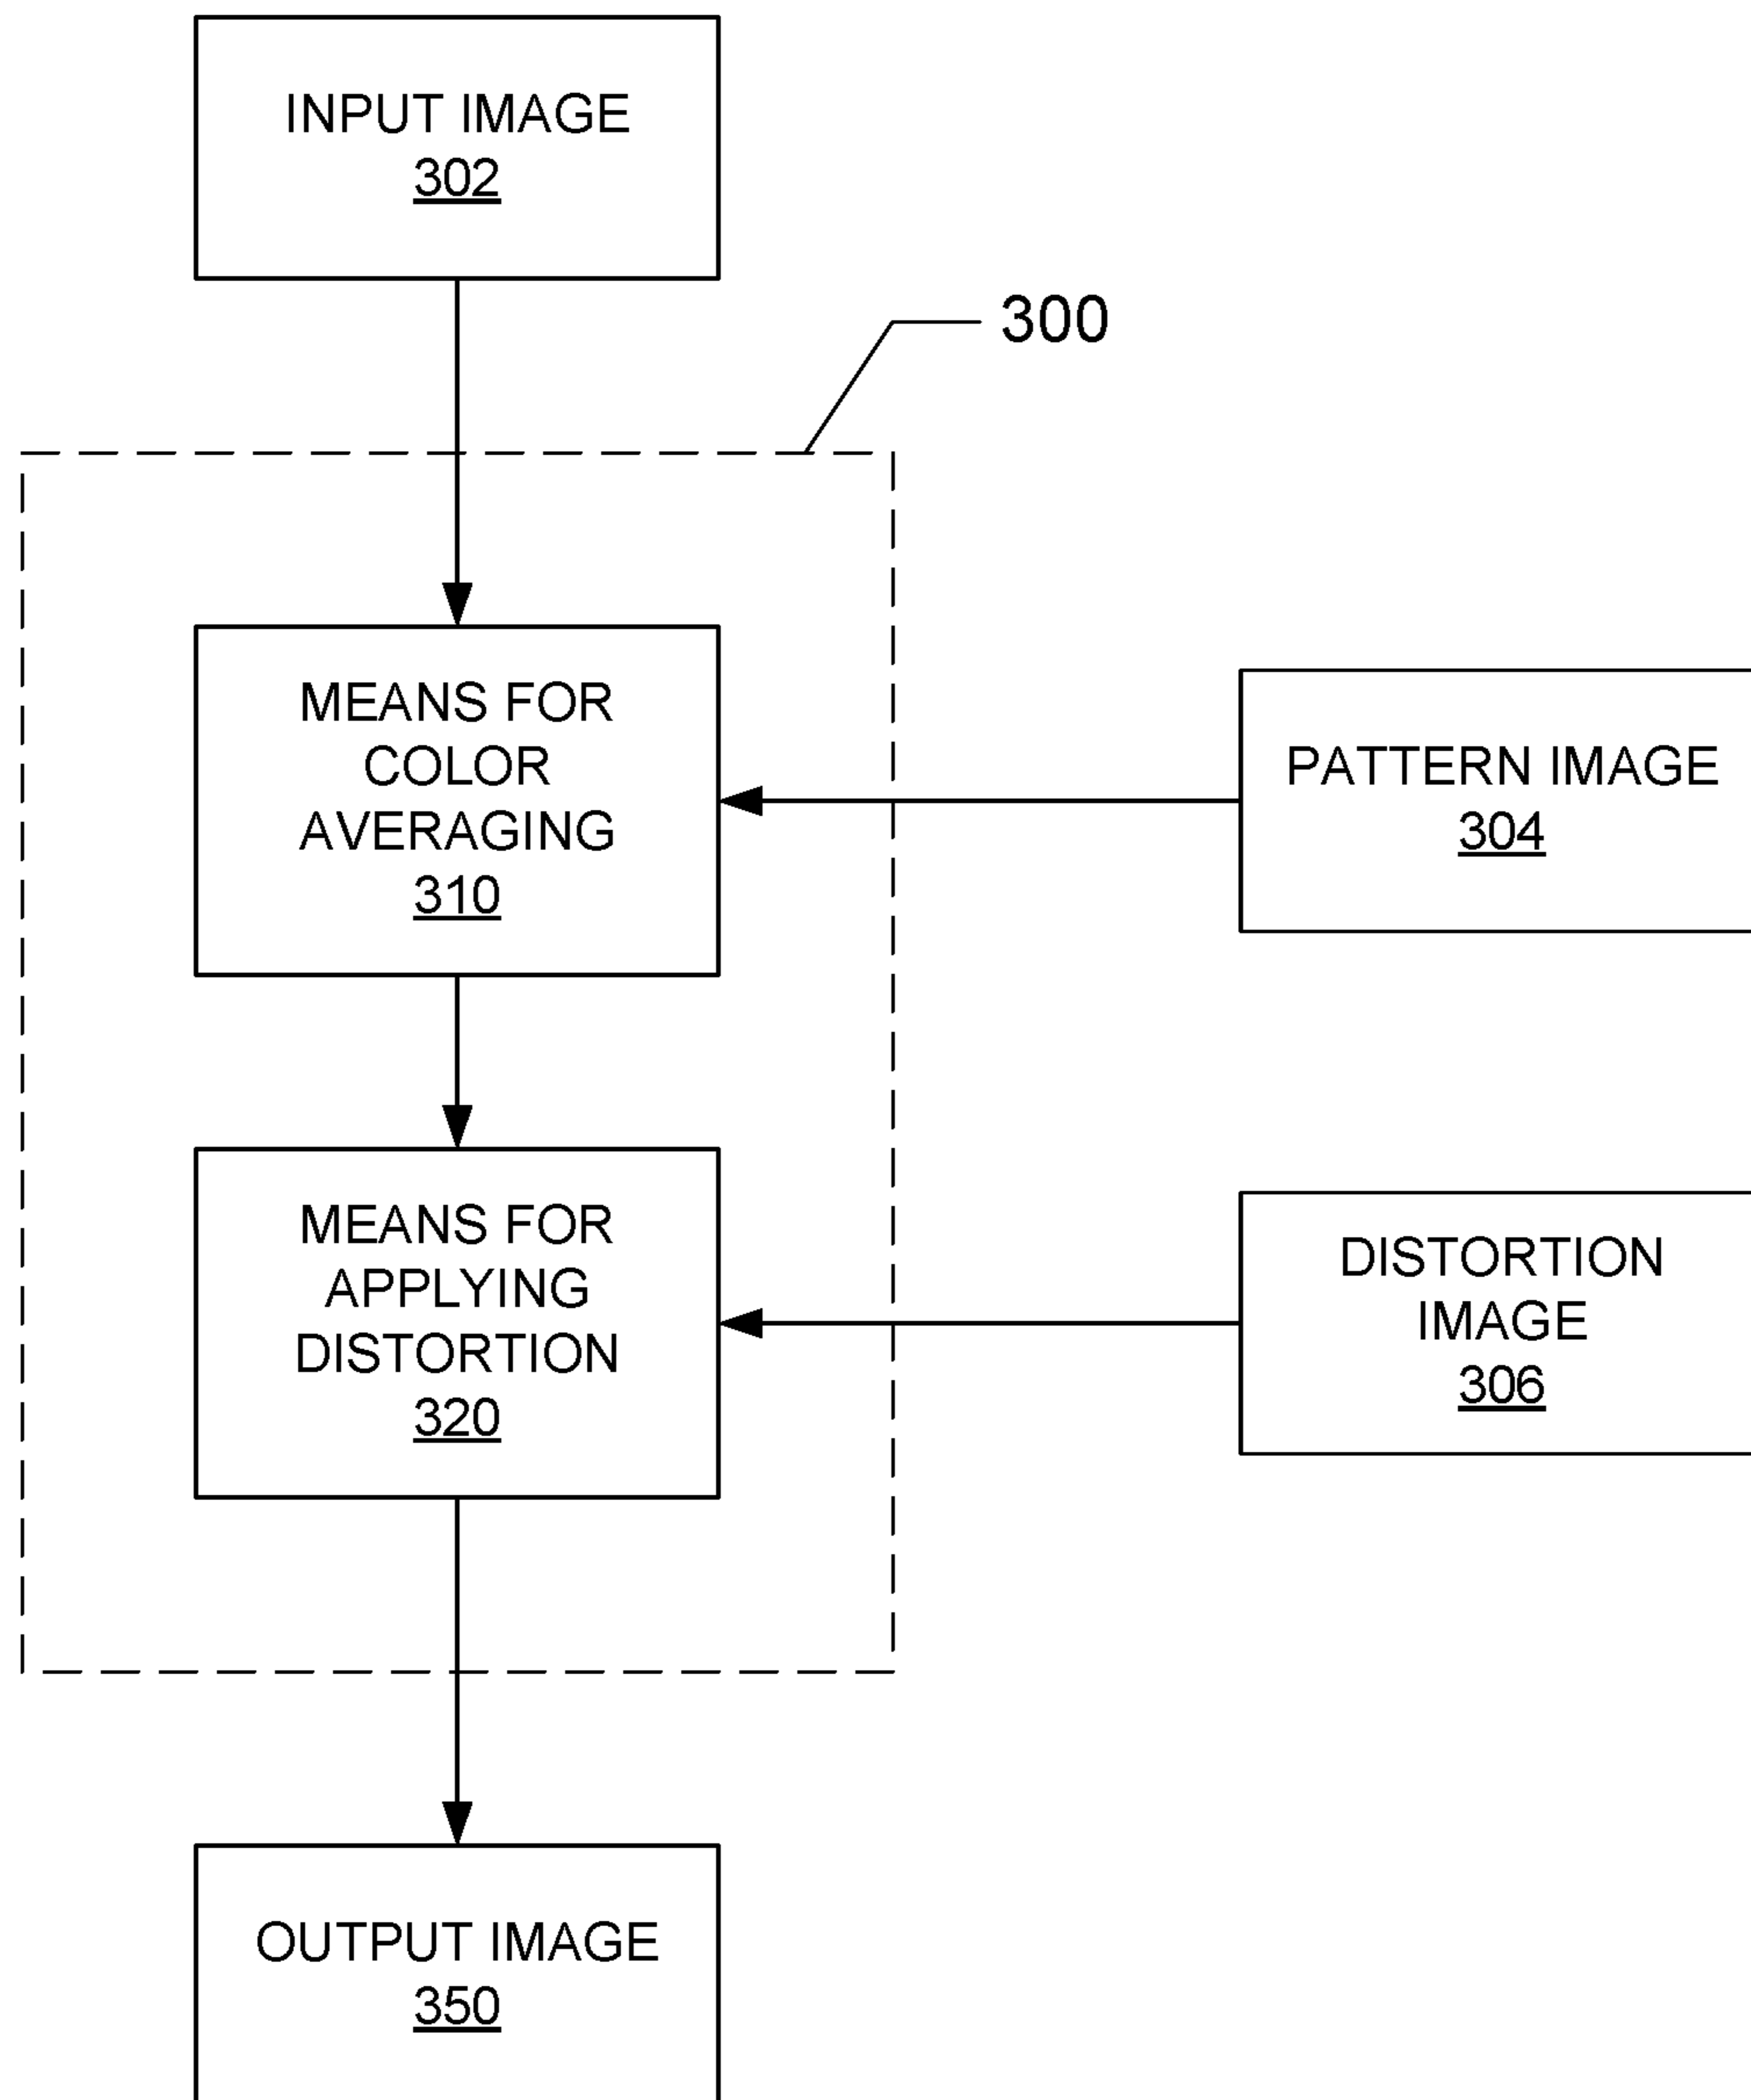 INPUT IMAGE
302
300
MEANS FOR
COLOR
AVERAGING
310
PATTERN IMAGE
304
MEANS FOR
APPLYING
DISTORTION
320
DISTORTION
IMAGE
306
OUTPUT IMAGE
350